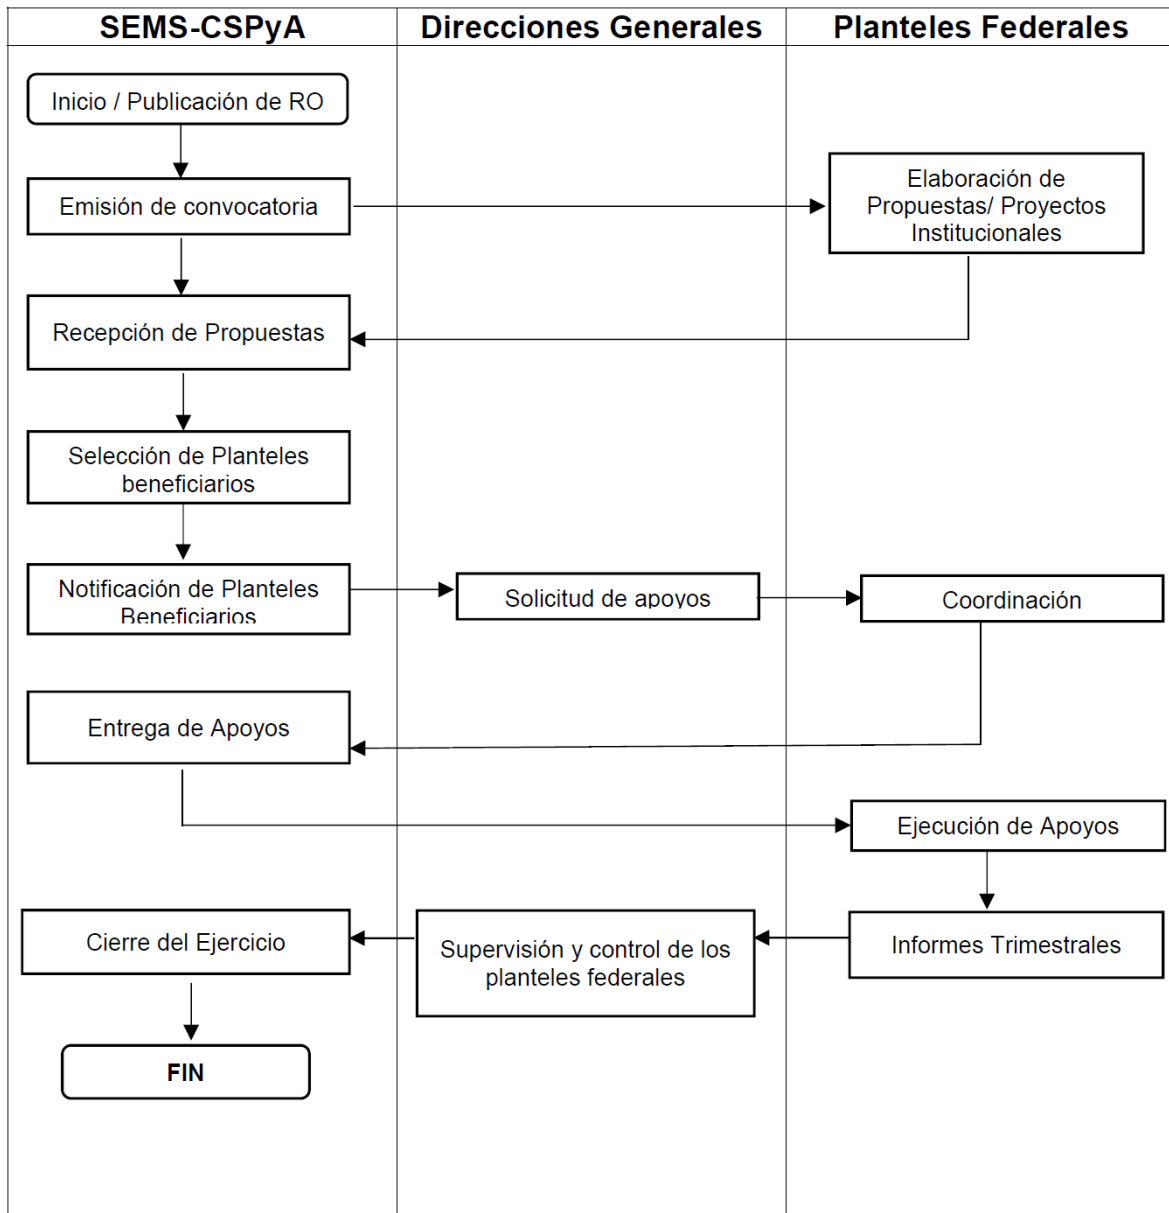 SEMS-CSPyA
Direcciones Generales
Planteles Federales
Inicio / Publicación de RO
Emisión de convocatoria
Elaboración de
Propuestas/ Proyectos
Institucionales
Recepción de Propuestas
Selección de Planteles
beneficiarios
Notificación de Planteles
Beneficiarios
Solicitud de apoyos
Coordinación
Entrega de Apoyos
Ejecución de Apoyos
Cierre del Ejercicio
Supervisión y control de los
planteles federales
Informes Trimestrales
FIN